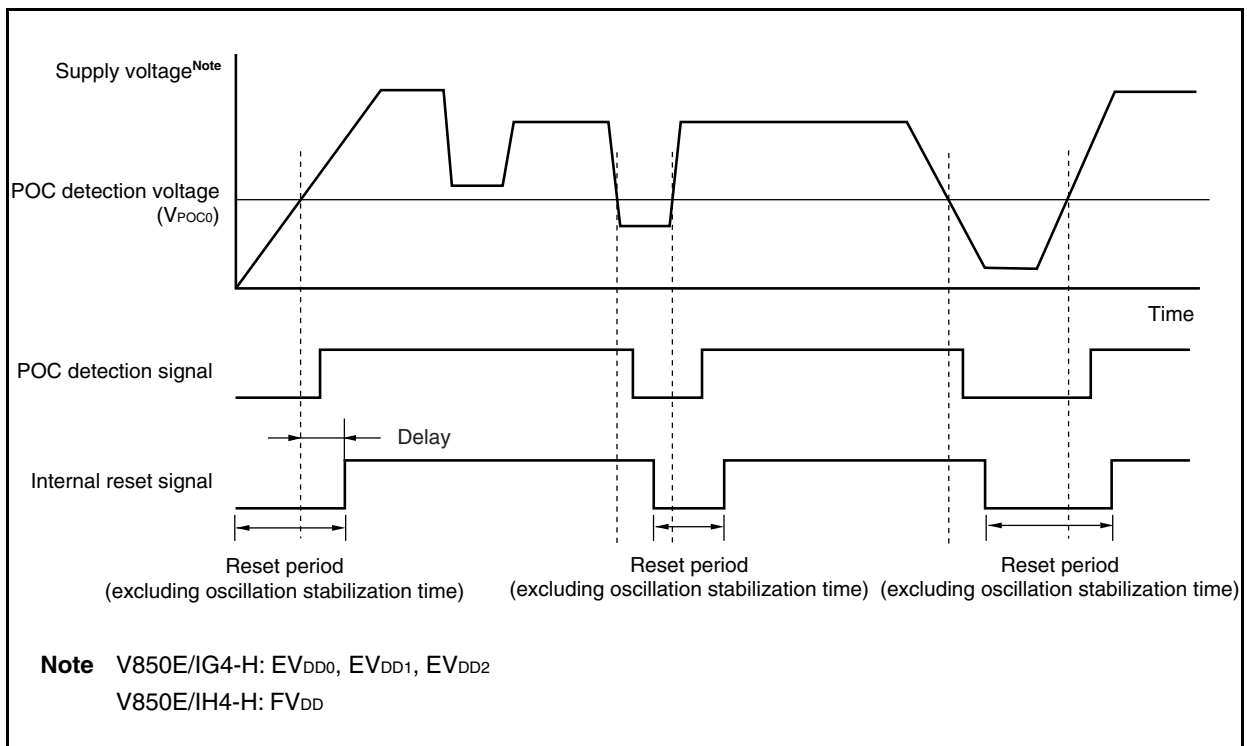 Supply voltageNote
POC detection voltage
(VPOC0)
Time
POC detection signal
Delay
Internal reset signal
Reset period
(excluding oscillation stabilization time)
Reset period
(excluding oscillation stabilization time)
Reset period
(excluding oscillation stabilization time)
Note V850E/IG4-H: EVDD0, EVDD1, EVDD2
V850E/IH4-H: FVDD